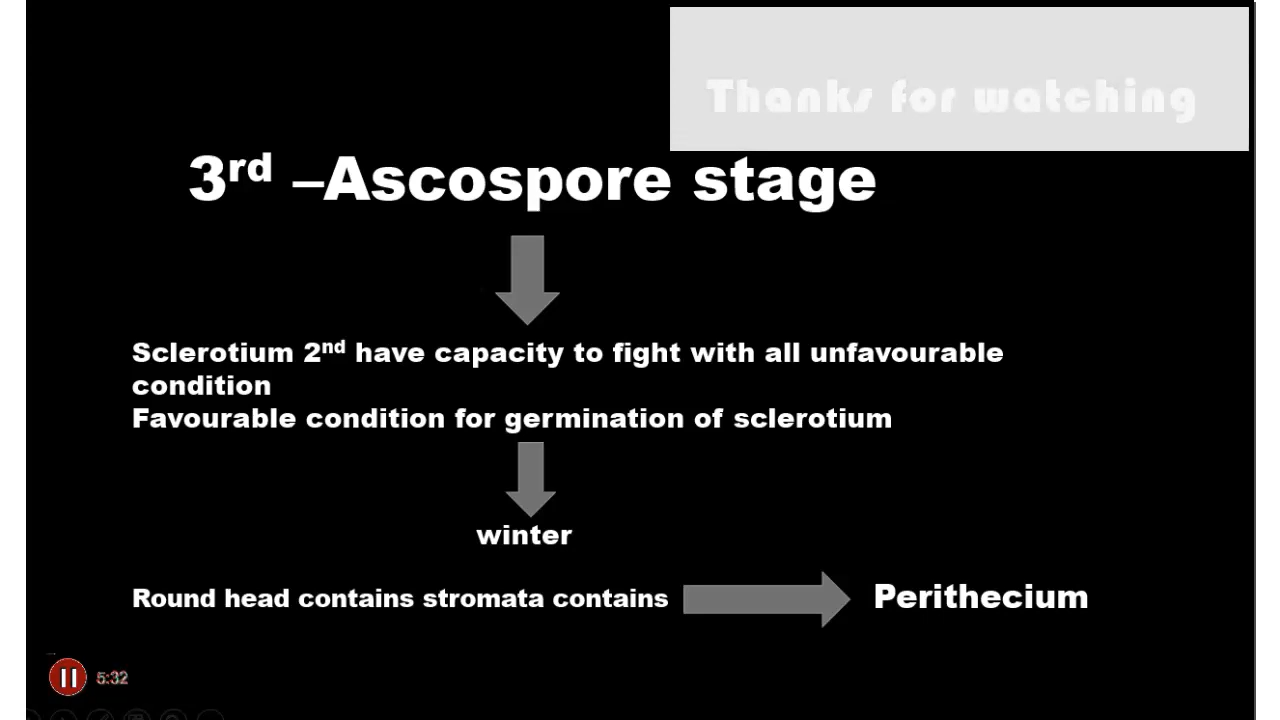 Thanks for watching
3rd –Ascospore stage
Sclerotium 2nd have capacity to fight with all unfavourable
condition
Favourable condition for germination of sclerotium
winter
Round head contains stromata contains
Perithecium
5:32